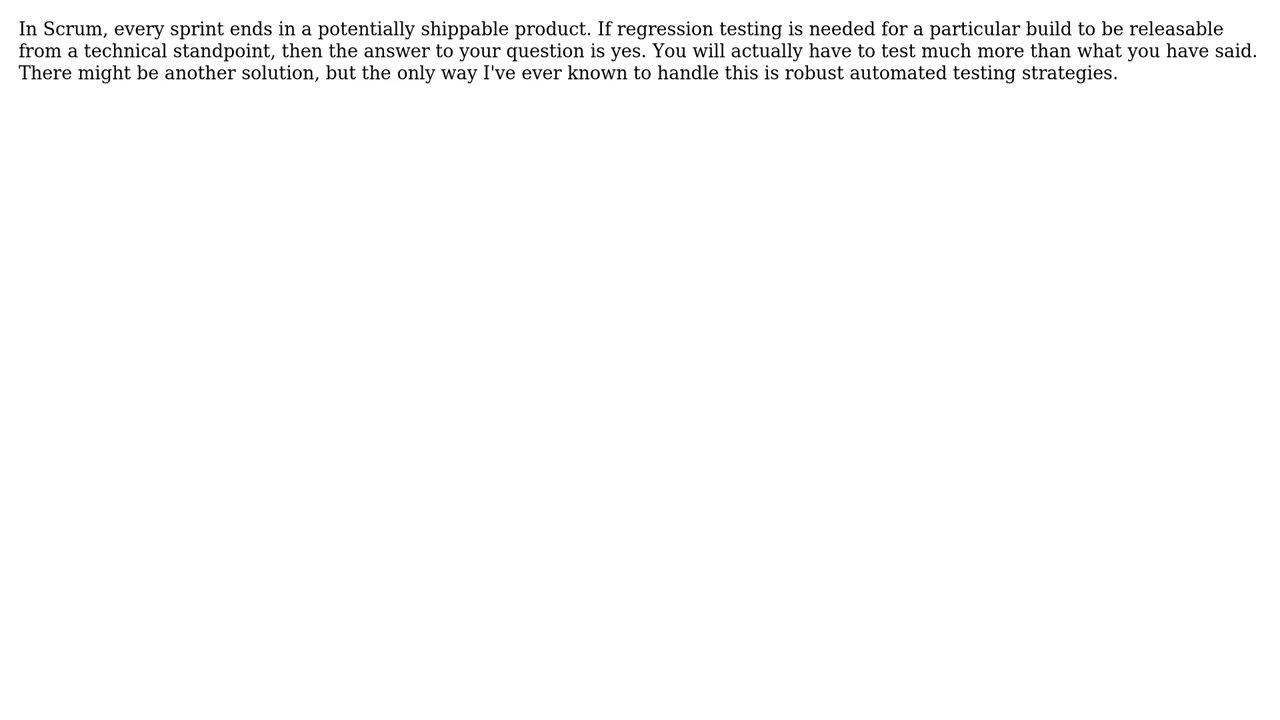 In Scrum, every sprint ends in a potentially shippable product. If regression testing is needed for a particular build to be releasable
from a technical standpoint, then the answer to your question is yes. You will actually have to test much more than what you have said.
There might be another solution, but the only way I've ever known to handle this is robust automated testing strategies.